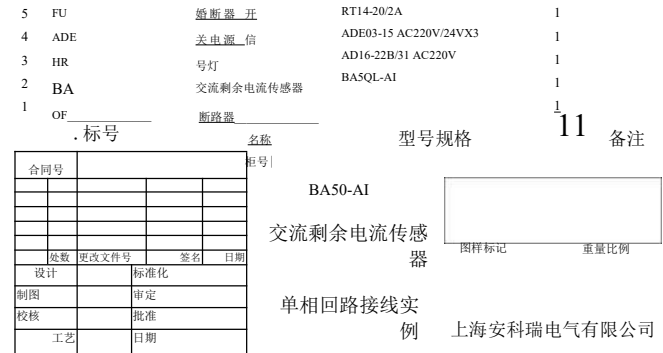 5 FU 婚断器 开 RT14-20/2A 1
4 ADE 关电源 信 ADE03-15 AC220V/24VX3 1
3 HR 号灯 AD16-22B/31 AC220V 1
2 BA 交流剩余电流传感器 BA5QL-AI 1
1 OF 断路器 1
.标号 名称 型号规格 11 备注
柜号
合同号
BA50-AI
交流剩余电流传感
器
图样标记 重量比例
处数 更改文件号 签名 日期
设计 标准化
制图 审定
校核 批准
工艺 日期
单相回路接线实
例
上海安科瑞电气有限公司